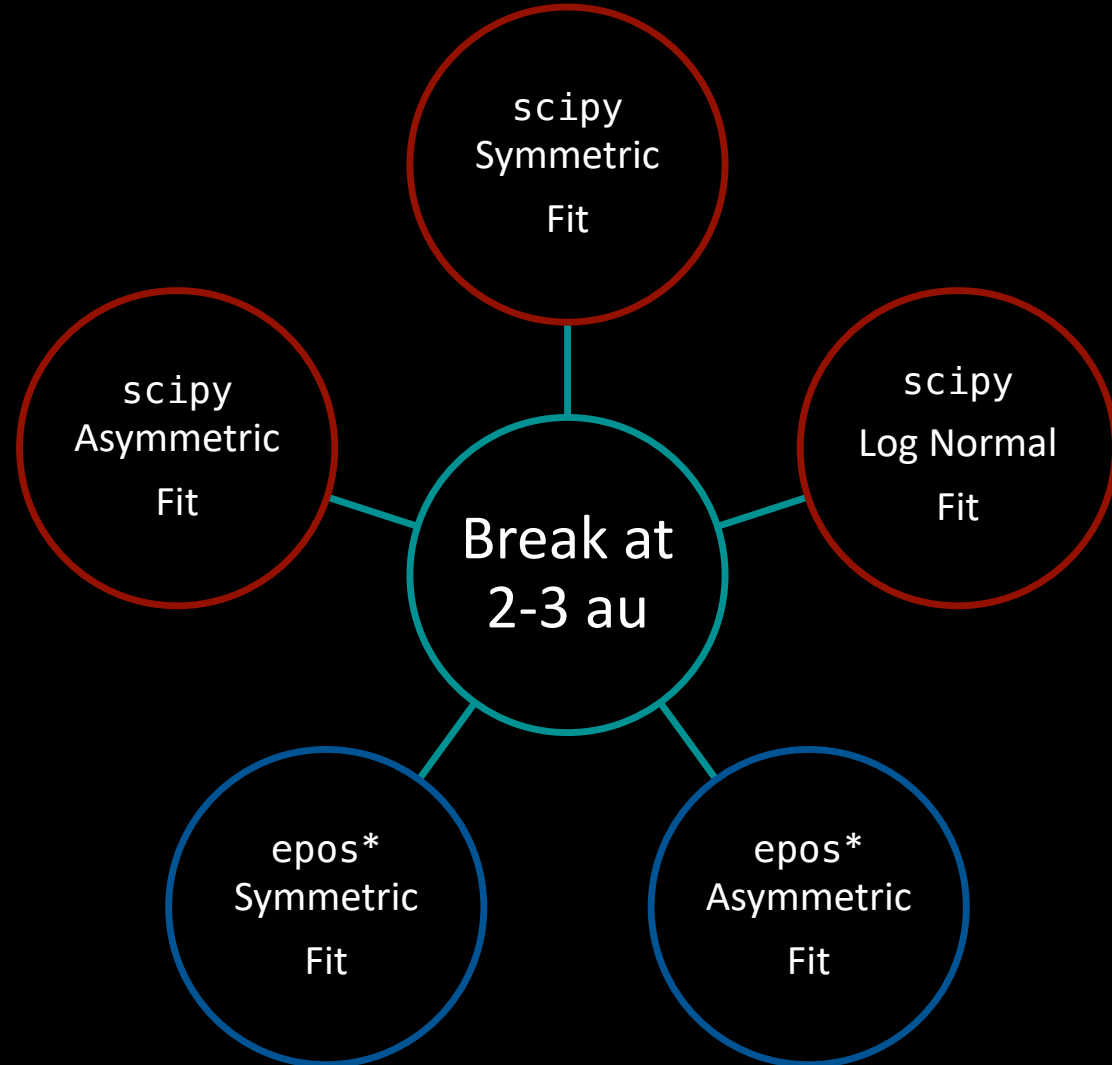 scipy
Symmetric
Fit
scipy
Asymmetric
Fit
scipy
Log Normal
Fit
Break at
2-3 au
epos*
Symmetric
Fit
epos*
Asymmetric
Fit